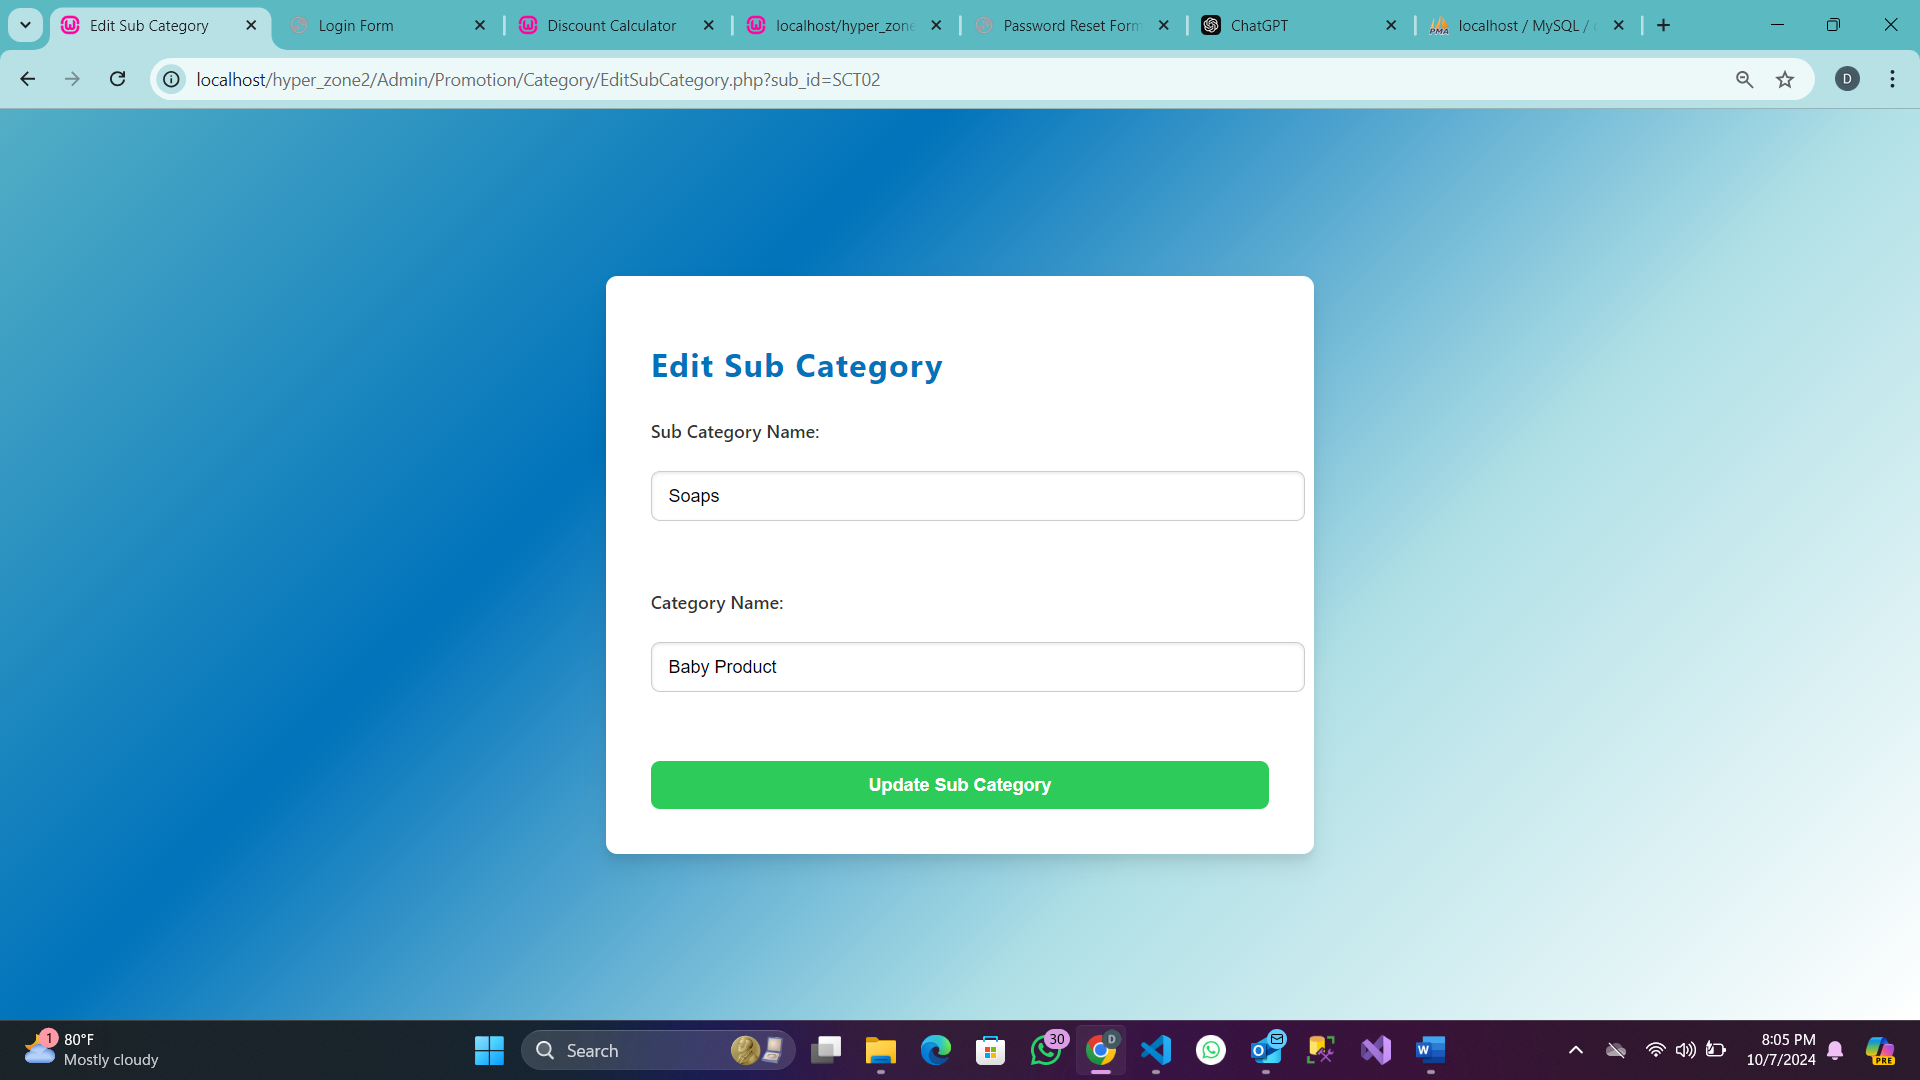 Edit Sub Category
Login Form
Discount Calculator
localhost/hyper_zone
Password Reset Form
ChatGPT
localhost / MySQL /
localhost/hyper_zone2/Admin/Promotion/Category/EditSubCategory.php?sub_id=SCT02
D
Edit Sub Category
Sub Category Name:
Soaps
Category Name:
Baby Product
Update Sub Category
1
80°F
Mostly cloudy
Search
30
D
8:05 PM
10/7/2024
PRE